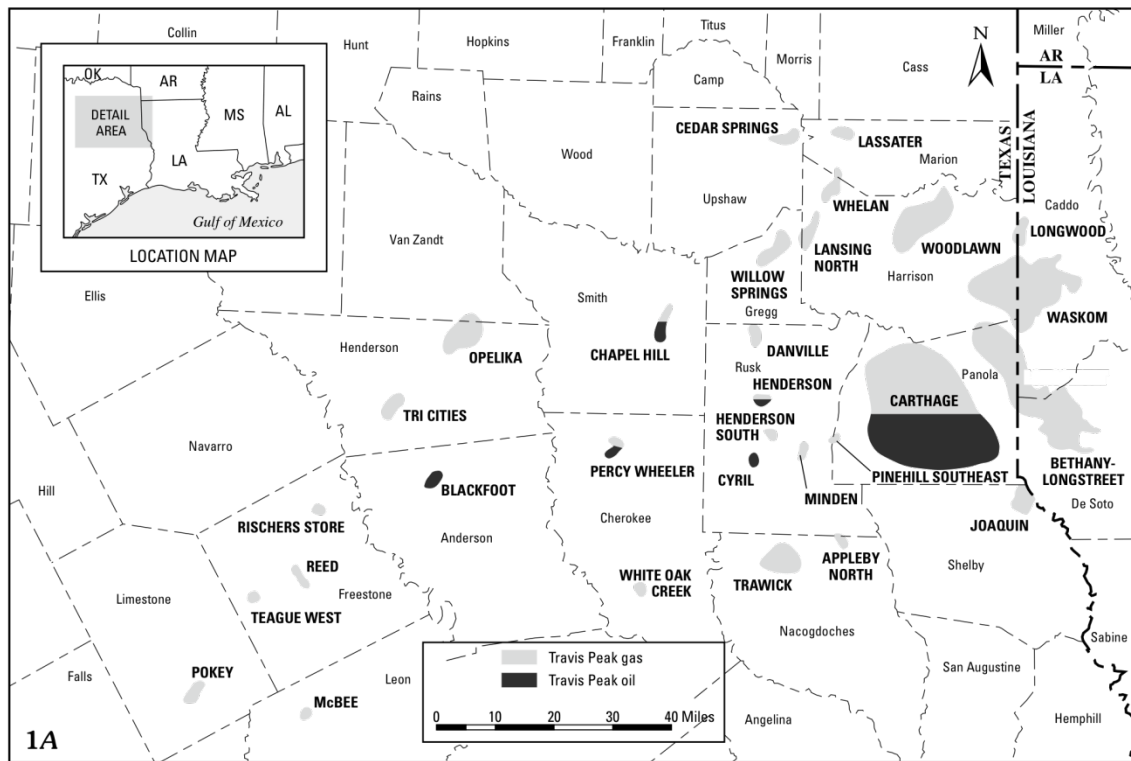 Collin
Hunt
Hopkins
Franklin
Titus
Morris
Cass
Miller
N
AR
LA
OK
AR
MS
AL
DETAIL
AREA
TX
LA
Gulf of Mexico
LOCATION MAP
Rains
Camp
CEDAR SPRINGS
LASSATER
Marion
TEXAS
LOUISIANA
Wood
Upshaw
WHELAN
Caddo
LONGWOOD
Van Zandt
LANSING
NORTH
WOODLAWN
Harrison
WILLOW
SPRINGS
Gregg
Ellis
Smith
WASKOM
Henderson
OPELIKA
CHAPEL HILL
DANVILLE
Rusk
HENDERSON
Panola
CARTHAGE
TRI CITIES
HENDERSON
SOUTH
Navarro
PERCY WHEELER
CYRIL
MINDEN
PINEHILL SOUTHEAST
BETHANY-
LONGSTREET
Hill
BLACKFOOT
De Soto
RISCHERS STORE
Cherokee
JOAQUIN
Anderson
REED
WHITE OAK
CREEK
TRAWICK
APPLEBY
NORTH
Shelby
Limestone
TEAGUE WEST
Freestone
Nacogdoches
Sabine
Falls
POKEY
Leon
McBEE
San Augustine
Angelina
Hemphill
Travis Peak gas
Travis Peak oil
0 10 20 30 40 Miles
1A